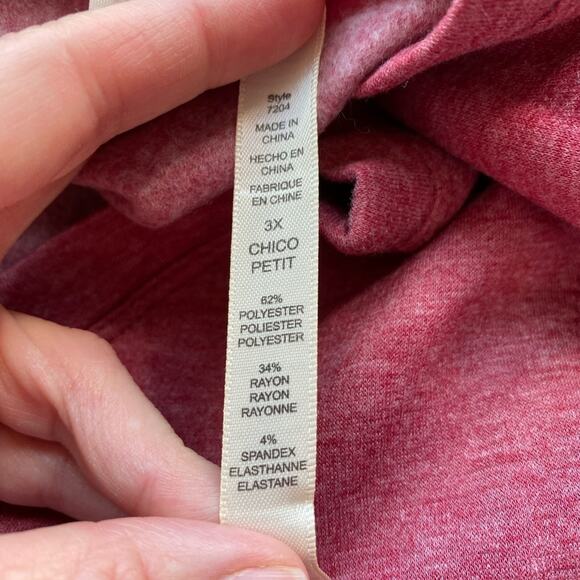 Style
7204
MADE IN
CHINA
HECHO EN
CHINA
FABRIQUE
EN CHINE
3X
CHICO
PETIT
62%
POLYESTER
POLIESTER
POLYESTER
34%
RAYON
RAYON
RAYONNE
4%
SPANDEX
ELASTHANNE
ELASTANE